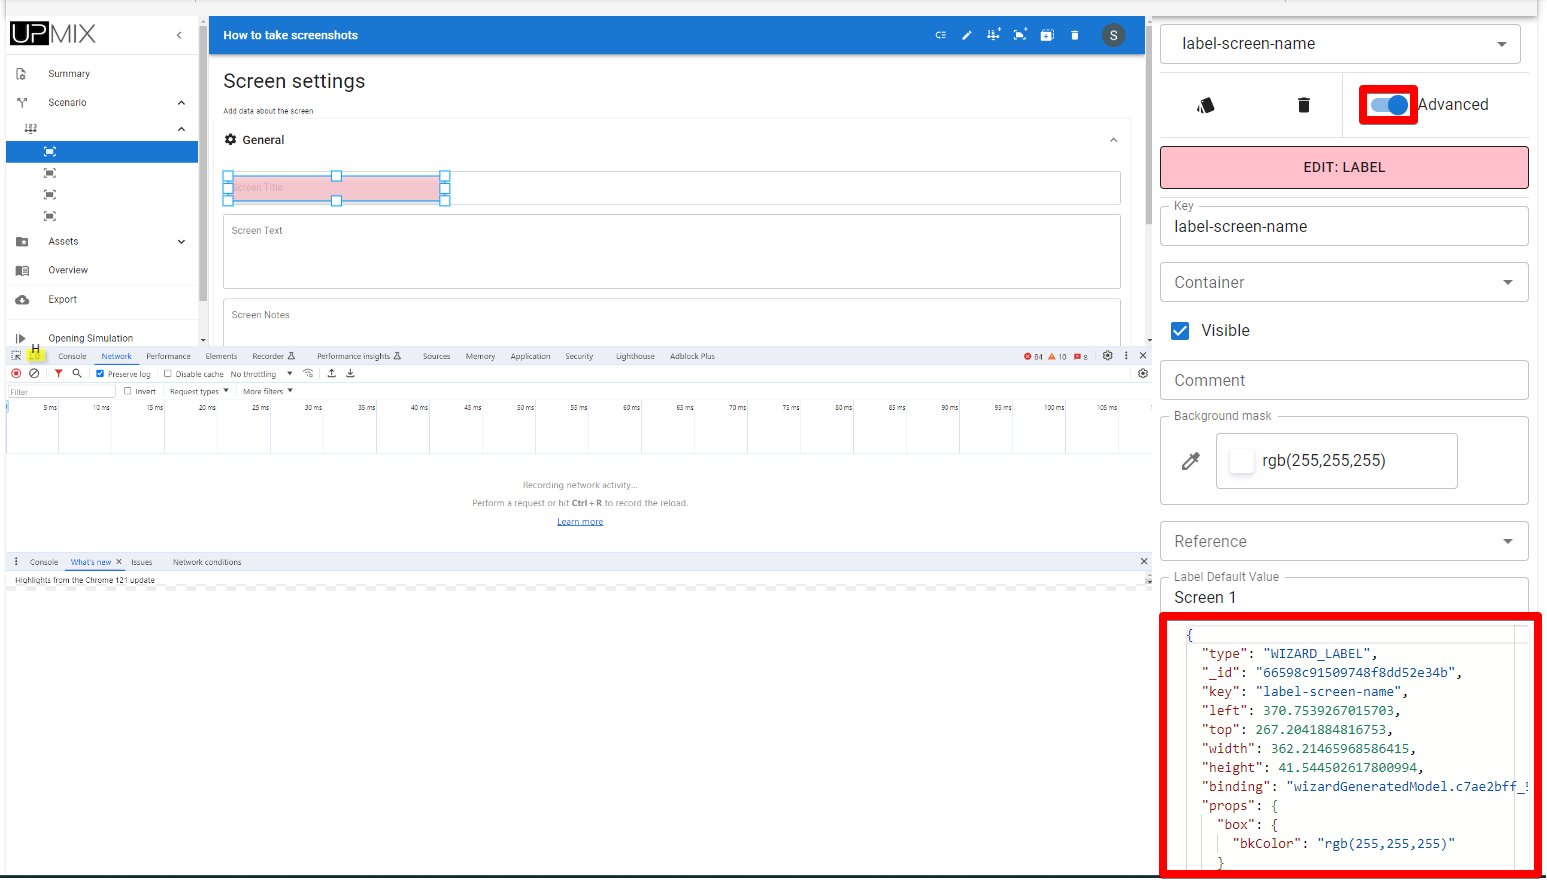 UPMIX
How to take screenshots
S
Summary
Scenario
Assets
Overview
Export
Opening Simulation
Screen settings
Add data about the screen
General
Screen Title
Screen Text
Screen Notes
H
Console Network Performance Elements Recorder Performance insights Sources Memory Application Security Lighthouse Adblock Plus 84 10 8
Preserve log Disable cache No throttling
Filter Invert Request types More filters
5 ms 10 ms 15 ms 20 ms 25 ms 30 ms 35 ms 40 ms 45 ms 50 ms 55 ms 60 ms 65 ms 70 ms 75 ms 80 ms 85 ms 90 ms 95 ms 100 ms 105 ms
Recording network activity...
Perform a request or hit Ctrl + R to record the reload.
Learn more
Console What's new Issues Network conditions
Highlights from the Chrome 121 update
label-screen-name
Advanced
EDIT: LABEL
Key
label-screen-name
Container
Visible
Comment
Background mask
rgb(255,255,255)
Reference
Label Default Value
Screen 1
{
"type": "WIZARD_LABEL",
"_id": "66598c91509748f8dd52e34b",
"key": "label-screen-name",
"left": 370.7539267015703,
"top": 267.2041884816753,
"width": 362.21465968586415,
"height": 41.544502617800994,
"binding": "wizardGeneratedModel.c7ae2bff_
"props": {
"box": {
"bkColor": "rgb(255,255,255)"
}